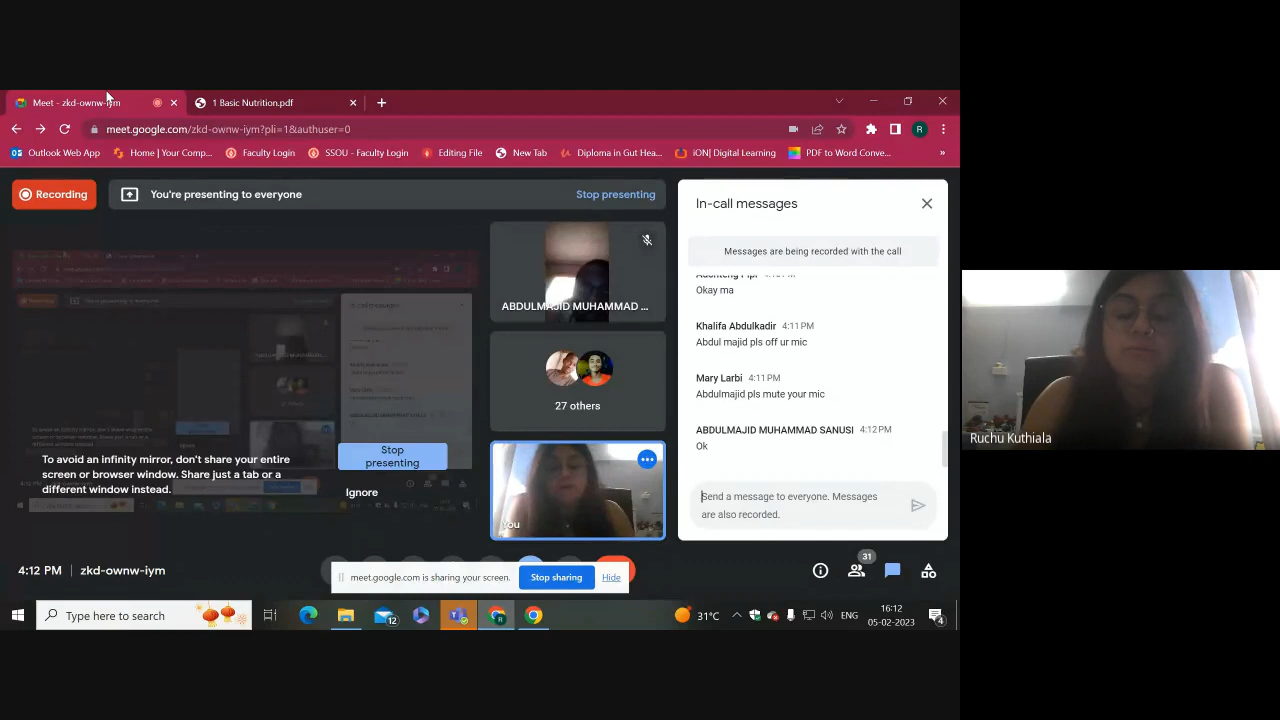 Meet - zkd-ownw-iym
1 Basic Nutrition.pdf
meet.google.com/zkd-ownw-iym?pli=1&authuser=0
R
Outlook Web App
Home | Your Comp...
Faculty Login
SSOU - Faculty Login
Editing File
New Tab
Diploma in Gut Hea...
iON| Digital Learning
PDF to Word Conve...
»
Recording
You're presenting to everyone
Stop presenting
In-call messages
Messages are being recorded with the call
Okay ma
Khalifa Abdulkadir 4:11 PM
Abdul majid pls off ur mic
Mary Larbi 4:11 PM
Abdulmajid pls mute your mic
ABDULMAJID MUHAMMAD SANUSI 4:12 PM
Ok
Send a message to everyone. Messages
are also recorded.
ABDULMAJID MUHAMMAD ...
27 others
You
To avoid an infinity mirror, don't share your entire
screen or browser window. Share just a tab or a
different window instead.
Stop
presenting
Ignore
Ruchu Kuthiala
4:12 PM | zkd-ownw-iym
31
meet.google.com is sharing your screen.
Stop sharing
Hide
Type here to search
12
31°C
ENG
16:12
05-02-2023
4